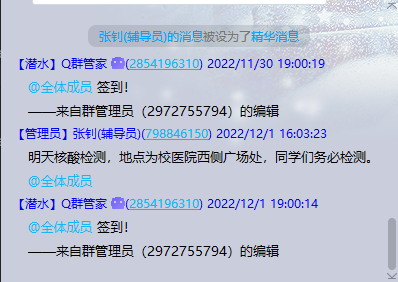 张钊(辅导员)的消息被设为了精华消息
【潜水】Q群管家(2854196310) 2022/11/30 19:00:19
@全体成员 签到!
——来自群管理员（2972755794）的编辑
【管理员】张钊(辅导员)(798846150) 2022/12/1 16:03:23
明天核酸检测，地点为校医院西侧广场处，同学们务必检测。
@全体成员
【潜水】Q群管家(2854196310) 2022/12/1 19:00:14
@全体成员 签到!
——来自群管理员（2972755794）的编辑